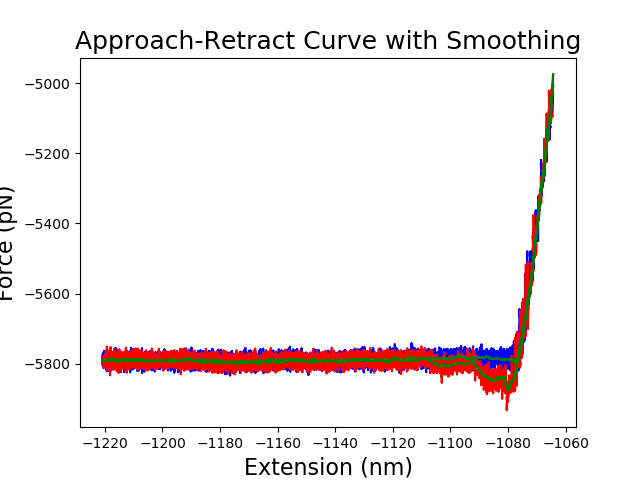 Approach-Retract Curve with Smoothing
Force (pN)
−5000
−5200
−5400
−5600
−5800
−1220 −1200 −1180 −1160 −1140 −1120 −1100 −1080 −1060
Extension (nm)